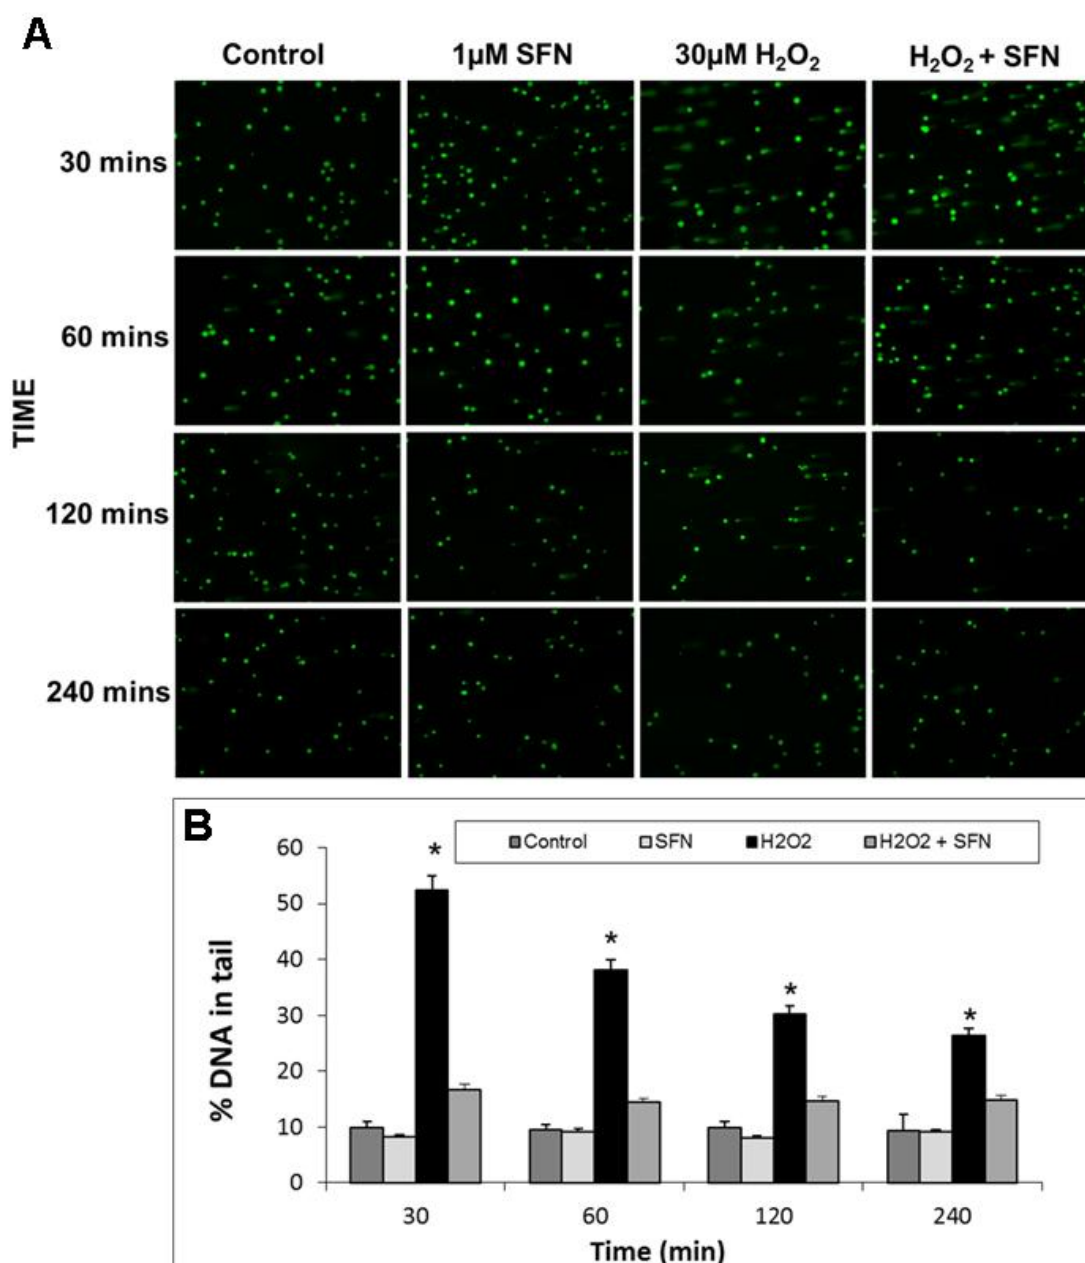 A
Control 1µM SFN 30µM H₂O₂ H₂O₂ + SFN
30 mins
60 mins
TIME
120 mins
240 mins
B
Control SFN H2O2 H2O2 + SFN
60
*
50
*
40
*
30
*
20
10
0
% DNA in tail
30 60 120 240
Time (min)